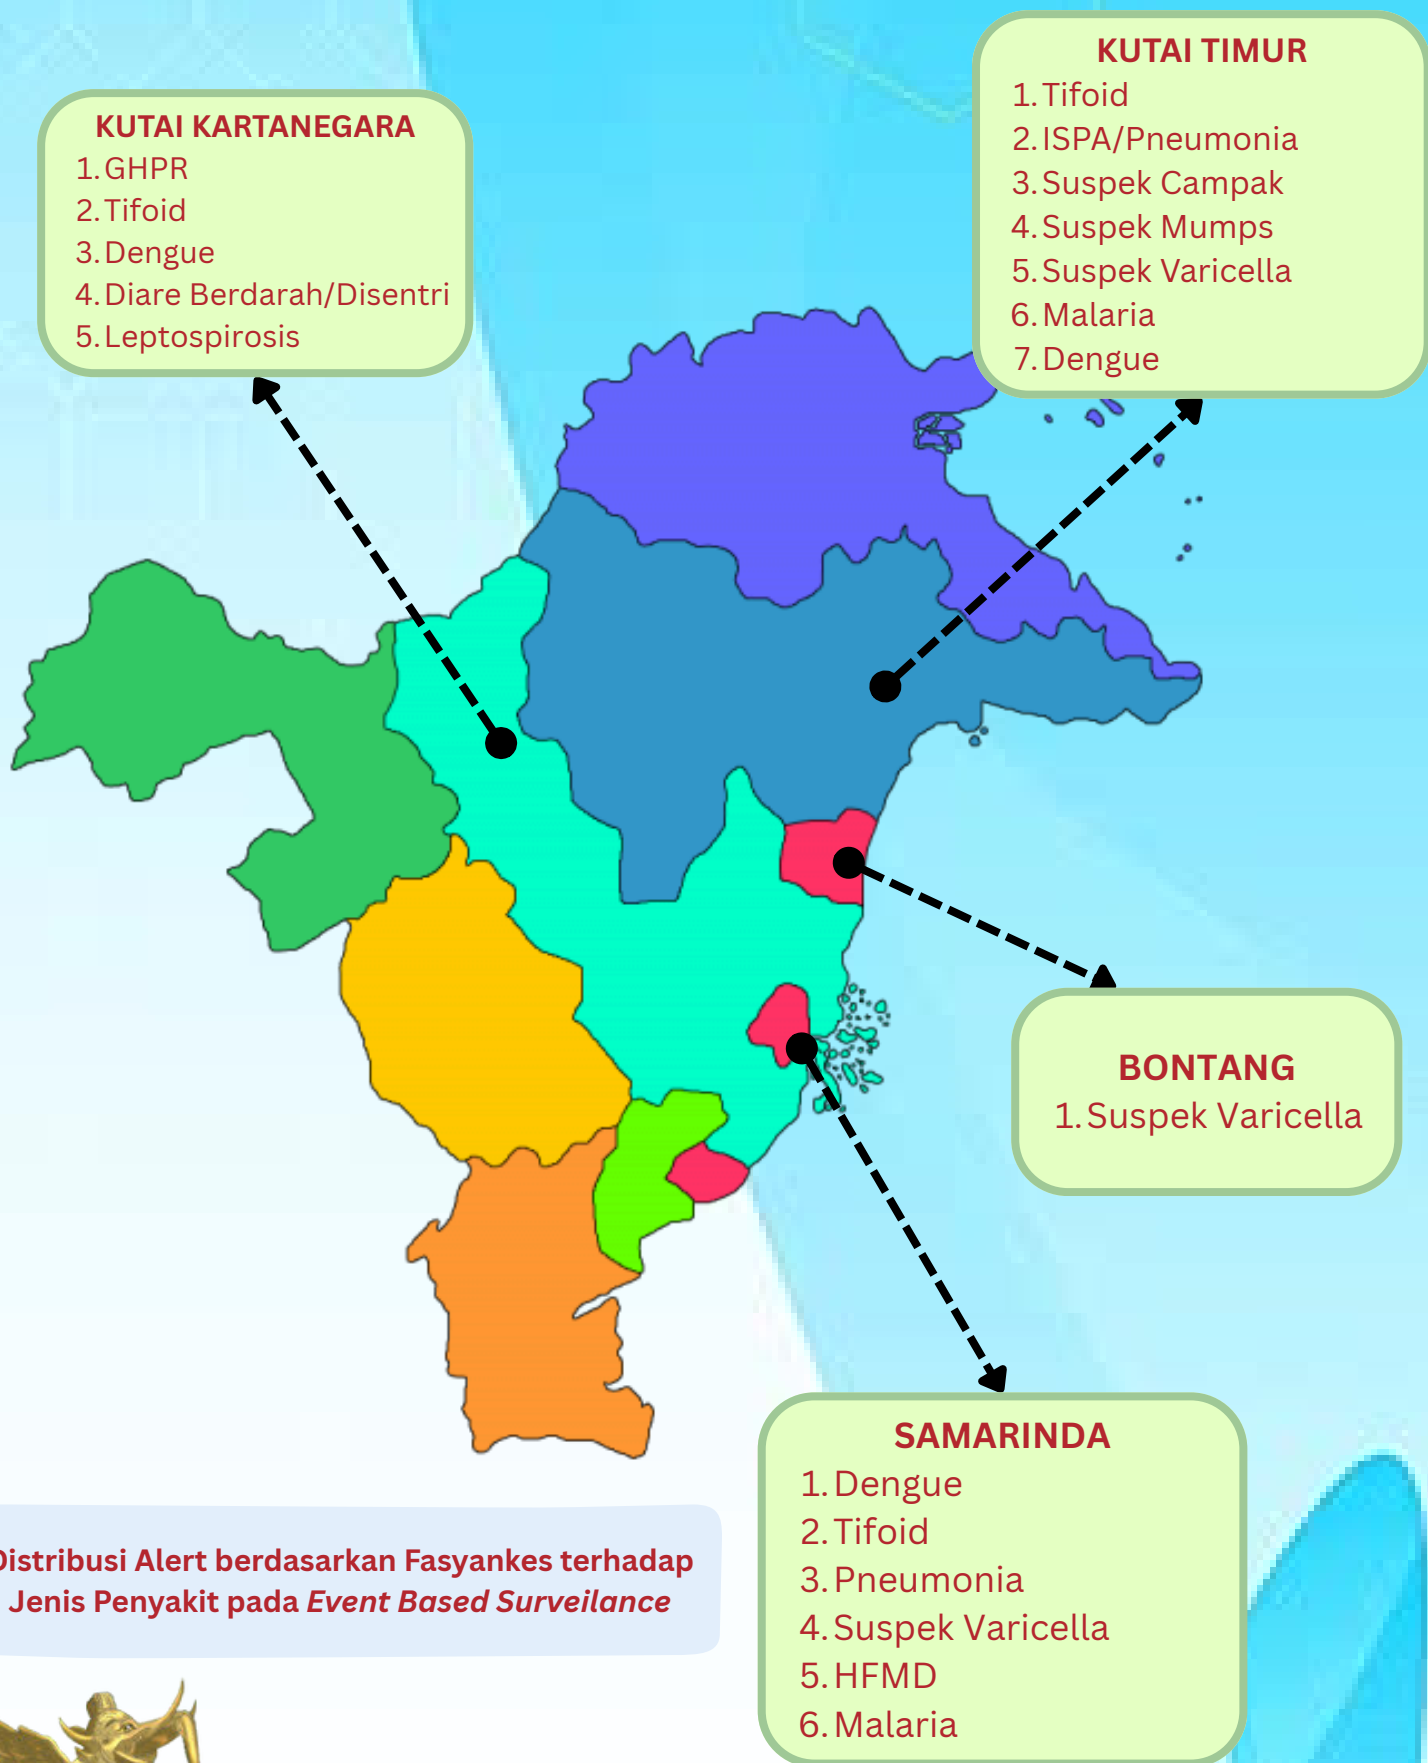 KUTAI TIMUR
1. Tifoid
2. ISPA/Pneumonia
3. Suspek Campak
4. Suspek Mumps
5. Suspek Varicella
6. Malaria
7. Dengue
KUTAI KARTANEGARA
1. GHPR
2. Tifoid
3. Dengue
4. Diare Berdarah/Disentri
5. Leptospirosis
BONTANG
1. Suspek Varicella
SAMARINDA
1. Dengue
2. Tifoid
3. Pneumonia
4. Suspek Varicella
5. HFMD
6. Malaria
Distribusi Alert berdasarkan Fasyankes terhadap
Jenis Penyakit pada Event Based Surveilance